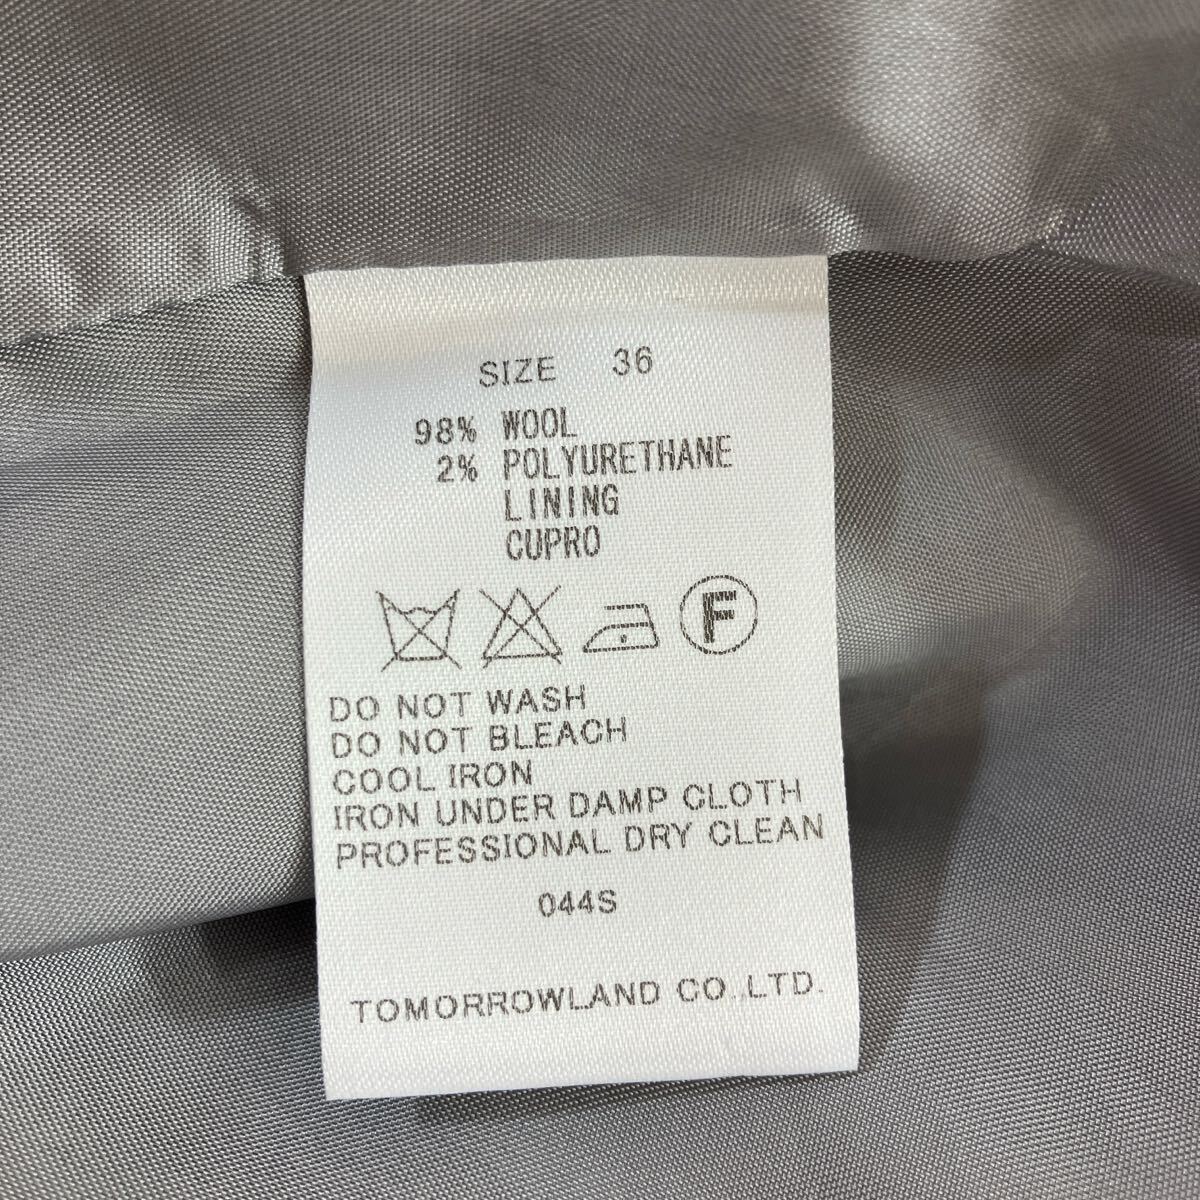 SIZE 36
98% WOOL
2% POLYURETHANE
LINING
CUPRO
F
DO NOT WASH
DO NOT BLEACH
COOL IRON
IRON UNDER DAMP CLOTH
PROFESSIONAL DRY CLEAN
044S
TOMORROWLAND CO.,LTD.